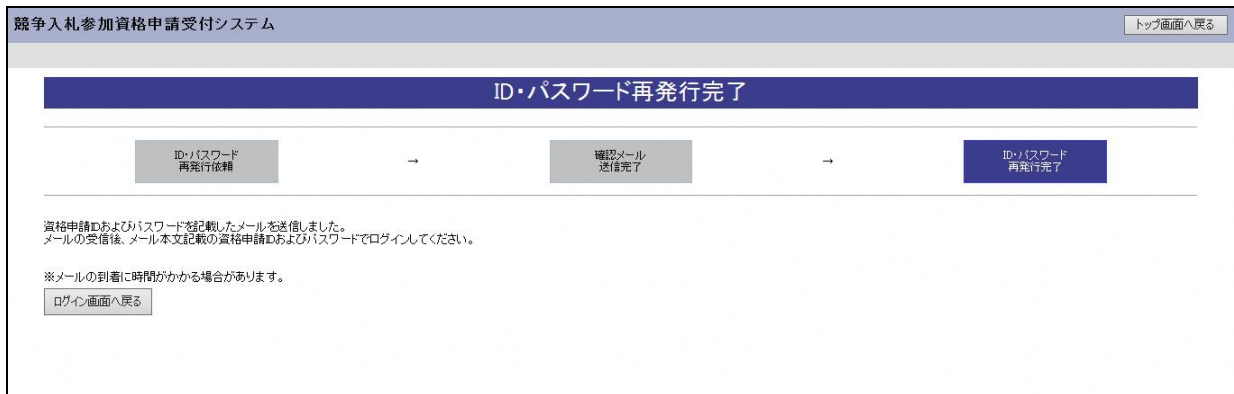 競争入札参加資格申請受付システム
トップ画面へ戻る
ID・パスワード再発行完了
ID・パスワード
再発行依頼
→
確認メール
送信完了
→
ID・パスワード
再発行完了
資格申請IDおよびパスワードを記載したメールを送信しました。
メールの受信後、メール本文記載の資格申請IDおよびパスワードでログインしてください。
※メールの到着に時間がかかる場合があります。
ログイン画面へ戻る